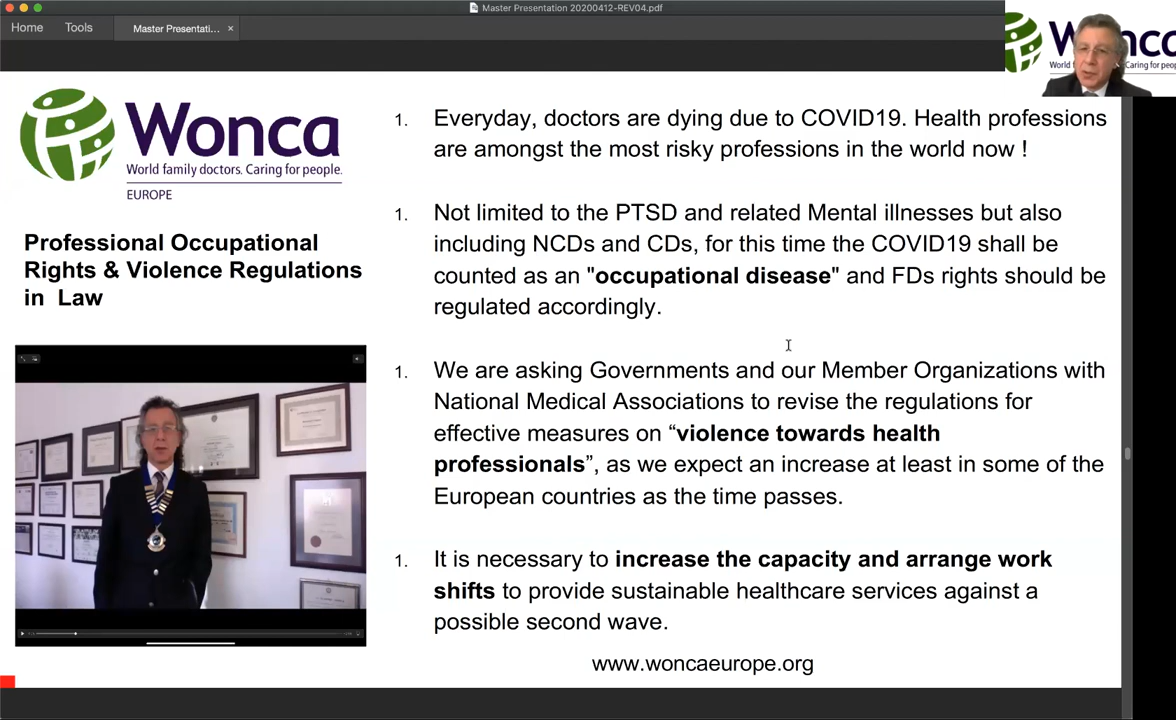 Master Presentation 20200412-REV04.pdf
Home Tools Master Presentati... ×
Wonca
World family doctors. Caring for people.
EUROPE
Professional Occupational
Rights & Violence Regulations
in Law
1. Everyday, doctors are dying due to COVID19. Health professions
are amongst the most risky professions in the world now !
1. Not limited to the PTSD and related Mental illnesses but also
including NCDs and CDs, for this time the COVID19 shall be
counted as an "occupational disease" and FDs rights should be
regulated accordingly.
1. We are asking Governments and our Member Organizations with
National Medical Associations to revise the regulations for
effective measures on “violence towards health
professionals”, as we expect an increase at least in some of the
European countries as the time passes.
1. It is necessary to increase the capacity and arrange work
shifts to provide sustainable healthcare services against a
possible second wave.
www.woncaeurope.org